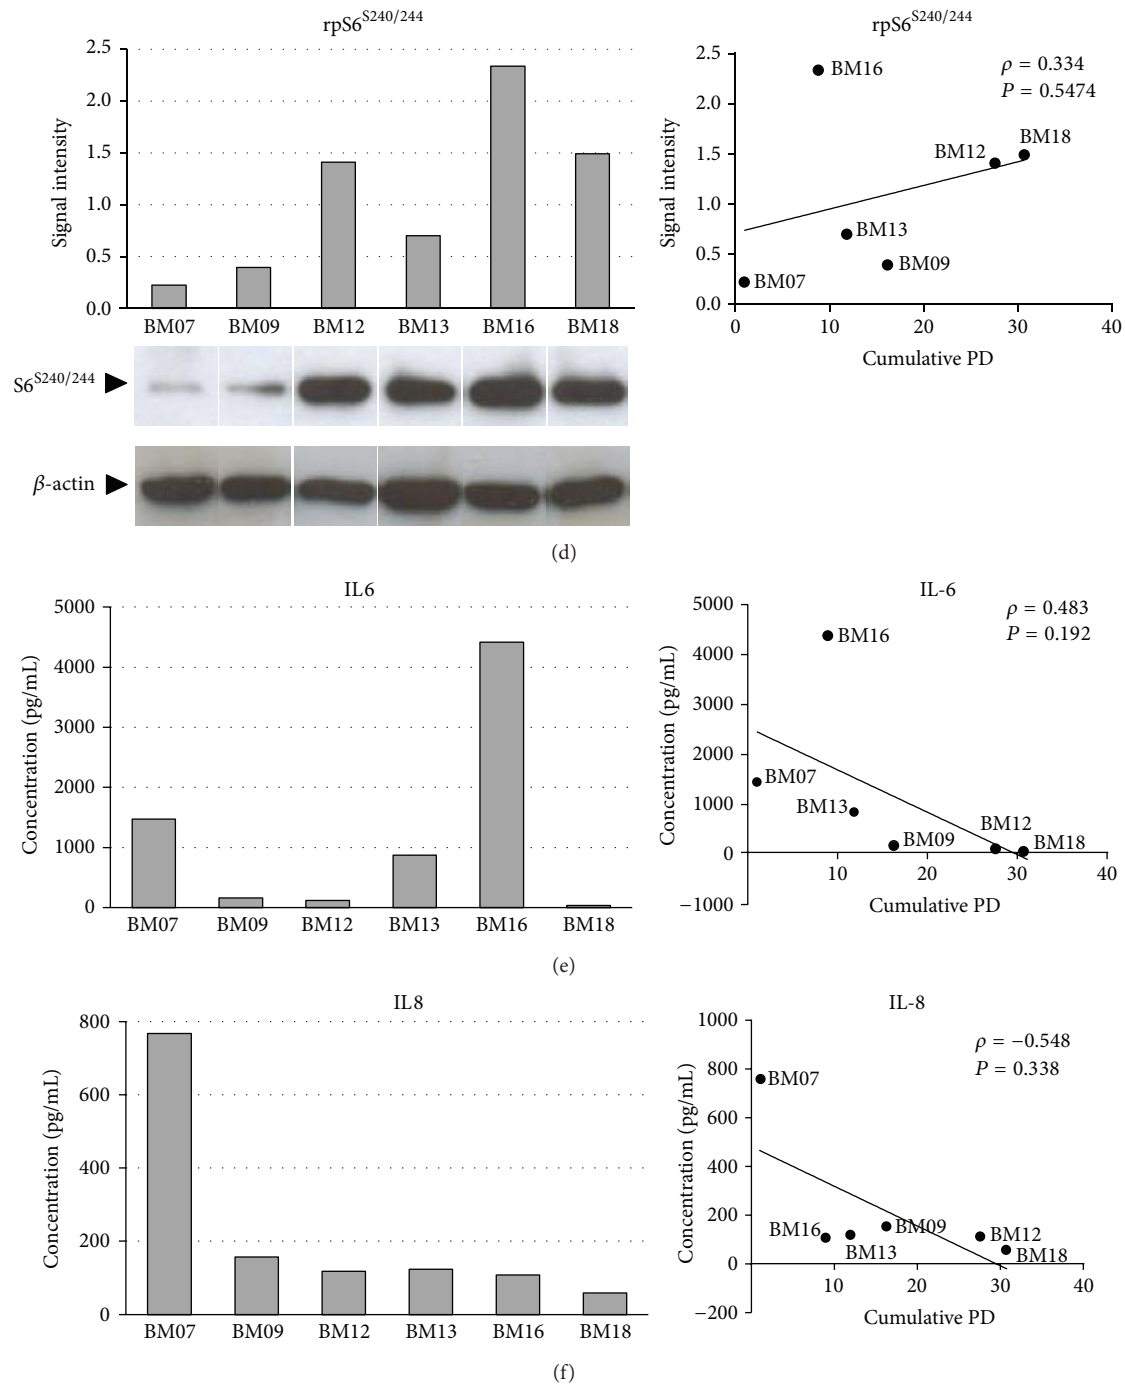 rpS6^S240/244
Signal intensity
2.5
2.0
1.5
1.0
0.5
0.0
BM07 BM09 BM12 BM13 BM16 BM18
S6^S240/244
β-actin
rpS6^S240/244
ρ = 0.334
P = 0.5474
Signal intensity
2.5
2.0
1.5
1.0
0.5
0.0
BM16
BM12
BM18
BM13
BM09
BM07
0 10 20 30 40
Cumulative PD
(d)
IL6
Concentration (pg/mL)
5000
4000
3000
2000
1000
0
BM07 BM09 BM12 BM13 BM16 BM18
IL-6
ρ = 0.483
P = 0.192
Concentration (pg/mL)
5000
4000
3000
2000
1000
0
−1000
BM16
BM07
BM13
BM09
BM12
BM18
10 20 30 40
Cumulative PD
(e)
IL8
Concentration (pg/mL)
800
600
400
200
0
BM07 BM09 BM12 BM13 BM16 BM18
IL-8
ρ = −0.548
P = 0.338
Concentration (pg/mL)
1000
800
600
400
200
0
−200
BM07
BM16
BM13
BM09
BM12
BM18
10 20 30 40
Cumulative PD
(f)